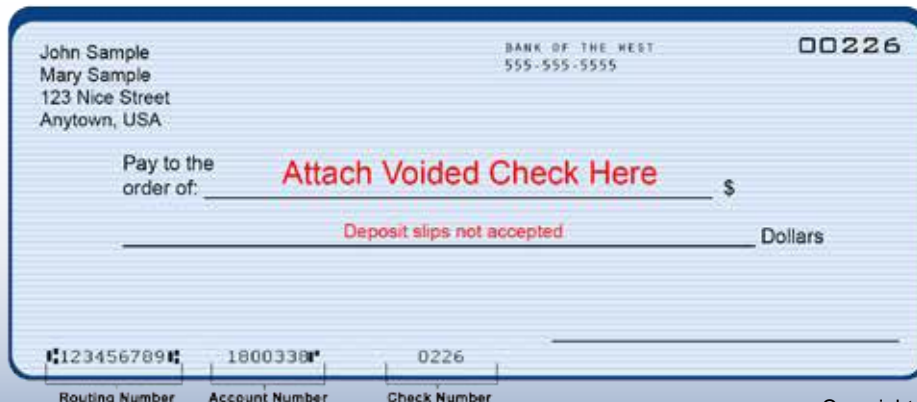 John Sample
Mary Sample
123 Nice Street
Anytown, USA
BANK OF THE WEST
555-555-5555
00226
Pay to the
order of:
Attach Voided Check Here
$
Deposit slips not accepted
Dollars
⑆123456789⑆ 1800338⑈ 0226
Routing Number Account Number Check Number